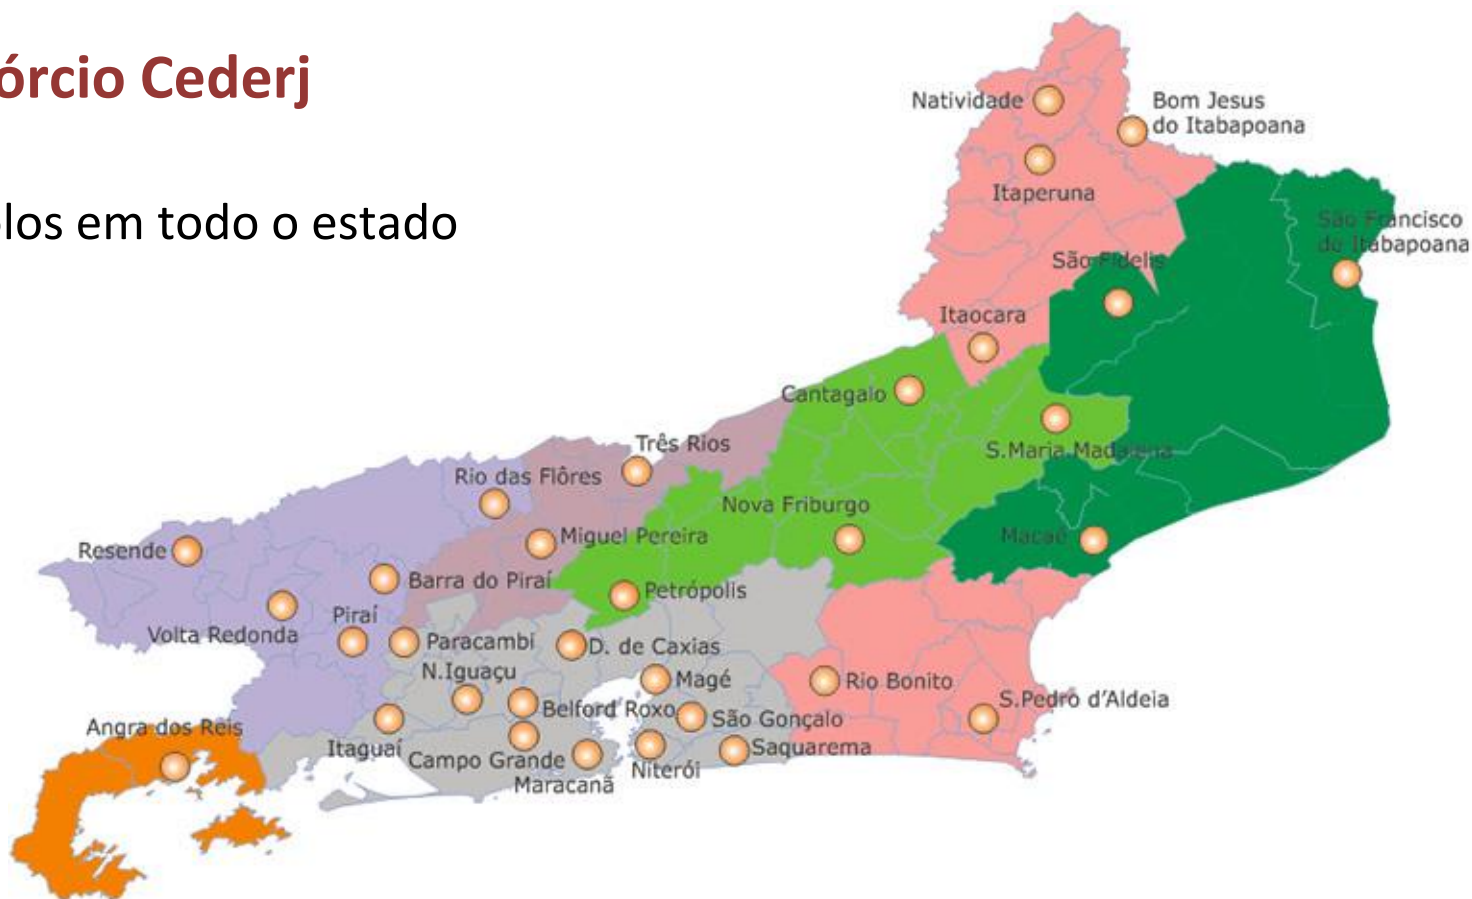 órcio Cederj
los em todo o estado
Natividade
Bom Jesus
do Itabapoana
Itaperuna
São Francisco
do Itabapoana
São Fidelis
Itaocara
Cantagalo
S.Maria Madalena
Três Rios
Rio das Flôres
Nova Friburgo
Miguel Pereira
Macaé
Resende
Barra do Piraí
Petrópolis
Piraí
Volta Redonda
Paracambi
D. de Caxias
N.Iguaçu
Magé
Rio Bonito
S.Pedro d'Aldeia
Belford Roxo
São Gonçalo
Angra dos Reis
Itaguaí
Campo Grande
Saquarema
Niterói
Maracanã